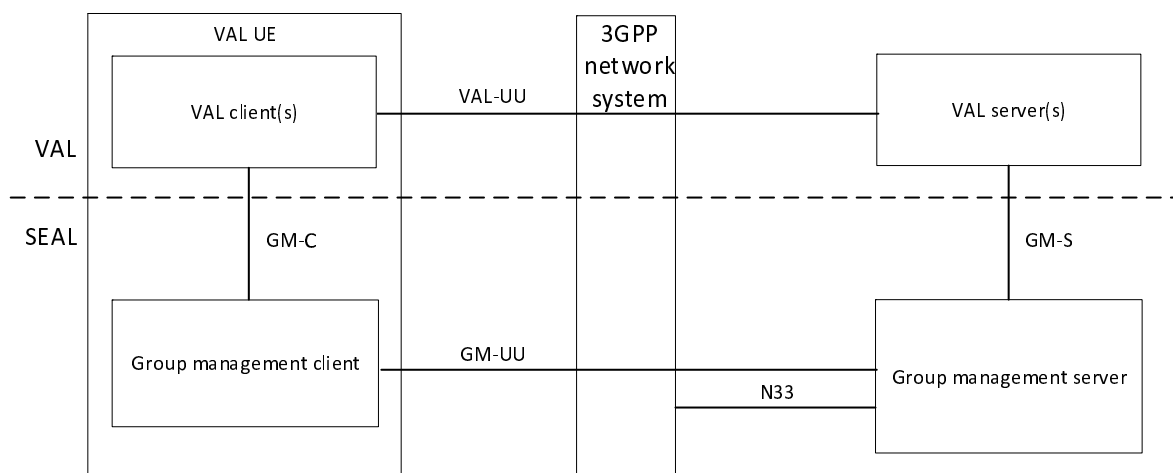 VAL UE
3GPP
network
system
VAL client(s)
VAL-UU
VAL server(s)
VAL
SEAL
GM-C
GM-S
Group management client
GM-UU
Group management server
N33